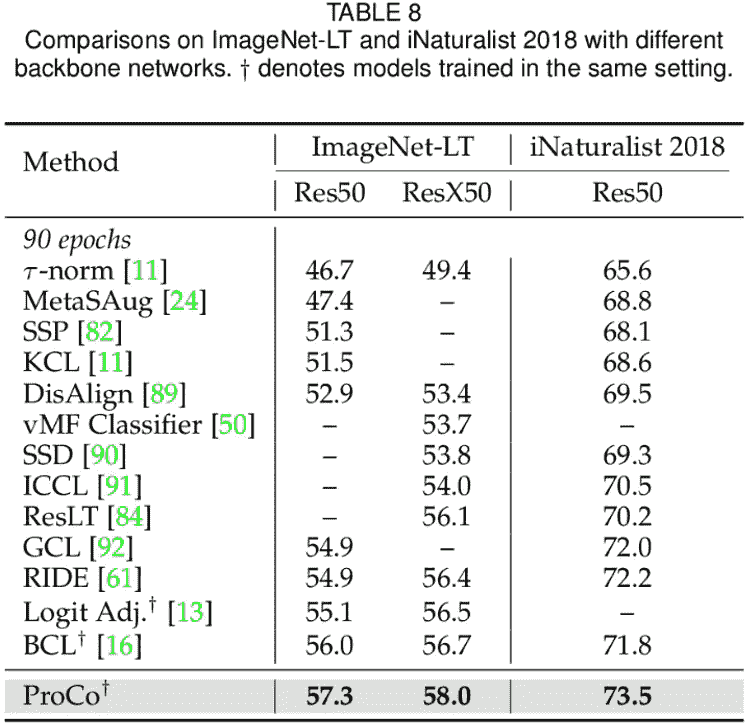 TABLE 8
Comparisons on ImageNet-LT and iNaturalist 2018 with different
backbone networks. † denotes models trained in the same setting.
Method ImageNet-LT iNaturalist 2018
Res50 ResX50 Res50
90 epochs
τ-norm [11] 46.7 49.4 65.6
MetaSAug [24] 47.4 – 68.8
SSP [82] 51.3 – 68.1
KCL [11] 51.5 – 68.6
DisAlign [89] 52.9 53.4 69.5
vMF Classifier [50] – 53.7 –
SSD [90] – 53.8 69.3
ICCL [91] – 54.0 70.5
ResLT [84] – 56.1 70.2
GCL [92] 54.9 – 72.0
RIDE [61] 54.9 56.4 72.2
Logit Adj.† [13] 55.1 56.5 –
BCL† [16] 56.0 56.7 71.8
ProCo† 57.3 58.0 73.5